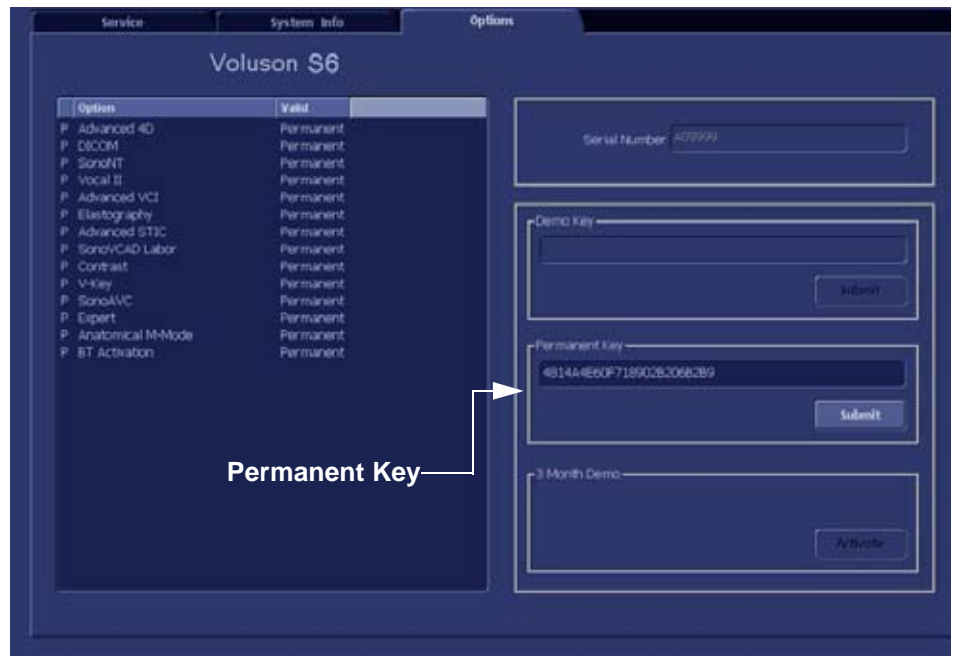 Service System Info Options
Voluson S6
Option Valid
P Advanced 4D Permanent
P DICOM Permanent
P SonoNT Permanent
P Vocal II Permanent
P Advanced VCI Permanent
P Elastography Permanent
P Advanced STIC Permanent
P SonoVCAD Labor Permanent
P Contrast Permanent
P V-Key Permanent
P SonoAVC Permanent
P Expert Permanent
P Anatomical M-Mode Permanent
P BT Activation Permanent
Serial Number A09999
Demo Key
Submit
Permanent Key
4814A4E60F718902B206B2B9
Submit
Permanent Key
3 Month Demo
Activate